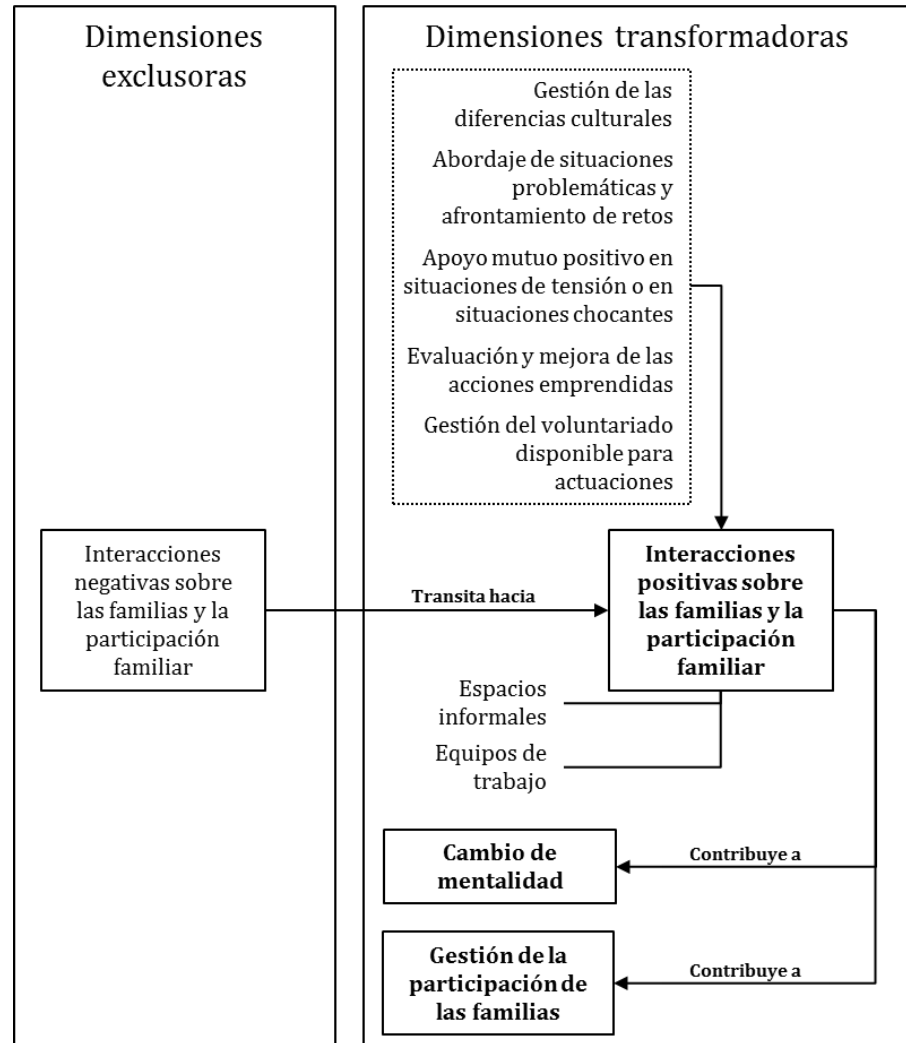 Dimensiones
exclusoras
Dimensiones transformadoras
Gestión de las
diferencias culturales
Abordaje de situaciones
problemáticas y
afrontamiento de retos
Apoyo mutuo positivo en
situaciones de tensión o en
situaciones chocantes
Evaluación y mejora de las
acciones emprendidas
Gestión del voluntariado
disponible para
actuaciones
Interacciones
negativas sobre
las familias y la
participación
familiar
Transita hacia
Interacciones
positivas sobre
las familias y la
participación
familiar
Espacios
informales
Equipos de
trabajo
Cambio de
mentalidad
Contribuye a
Gestión de la
participación de
las familias
Contribuye a